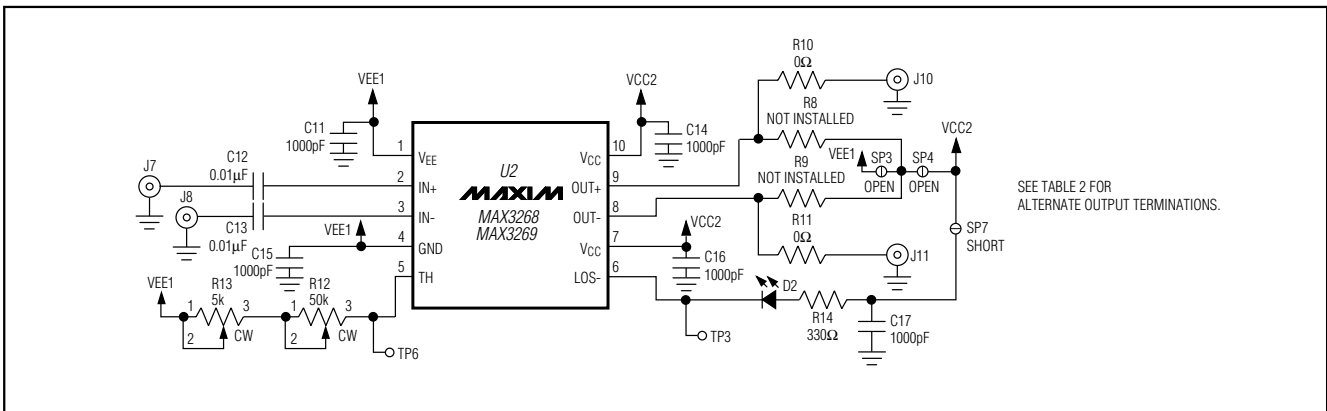 R10
0Ω
J10
VEE1
VCC2
R8
NOT INSTALLED
VCC2
C11
1000pF
C14
1000pF
1
10
VEE
VCC
VEE1
SP3
SP4
J7
C12
0.01µF
U2
R9
NOT INSTALLED
OPEN
OPEN
2
9
IN+
MAXIM
OUT+
SEE TABLE 2 FOR
ALTERNATE OUTPUT TERMINATIONS.
J8
3
8
IN-
MAX3268
MAX3269
OUT-
R11
0Ω
SP7
SHORT
C13
0.01µF
VEE1
VCC2
4
7
GND
VCC
J11
C15
1000pF
C16
1000pF
5
6
TH
LOS-
VEE1
R13
5k
R12
50k
D2
1
3
1
3
R14
330Ω
C17
1000pF
2
CW
2
CW
TP6
TP3